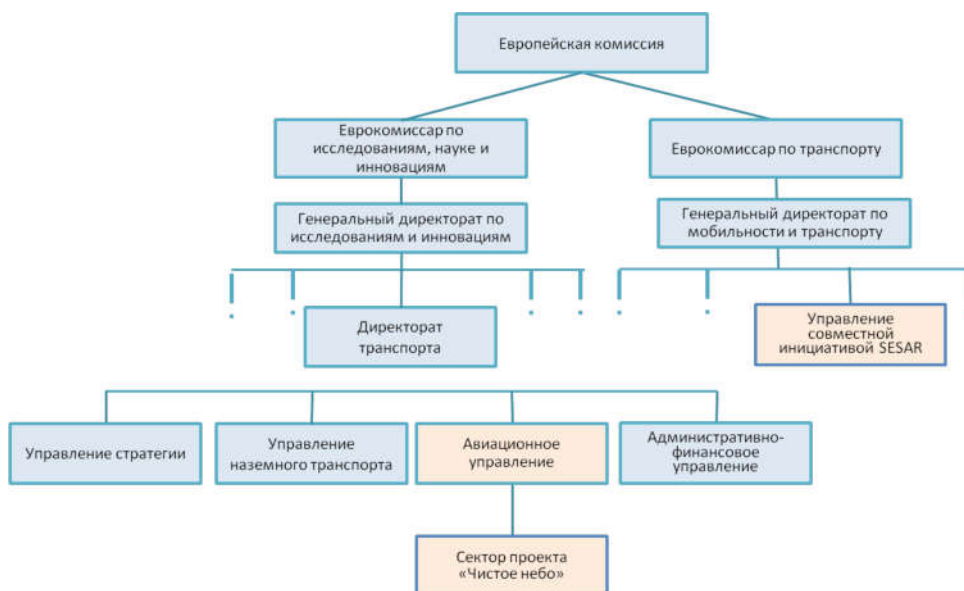 Европейская комиссия
Еврокомиссар по
исследованиям, науке и
инновациям
Еврокомиссар по транспорту
Генеральный директорат по
исследованиям и инновациям
Генеральный директорат по
мобильности и транспорту
Директорат
транспорта
Управление
совместной
инициативой SESAR
Управление стратегии
Управление
наземного транспорта
Авиационное
управление
Административно-
финансовое
управление
Сектор проекта
«Чистое небо»